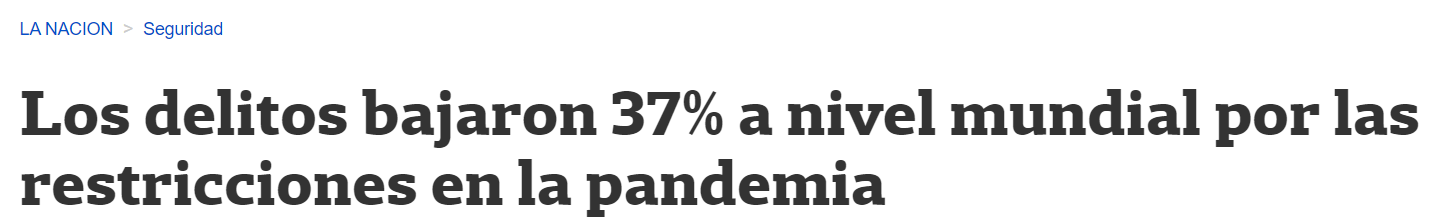 LA NACION > Seguridad
Los delitos bajaron 37% a nivel mundial por las
restricciones en la pandemia